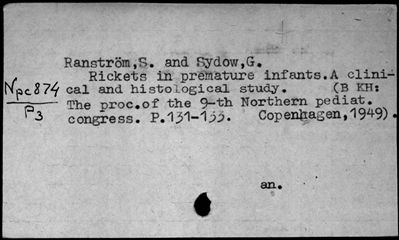 Ranström,S. and Sydow,G.
Rickets in premature infants.A clini-
Npc874 cal and histological study. (B KH:
P3 The proc.of the 9-th Northern pediat.
congress. P.131-133. Copenhagen,1949).
an.